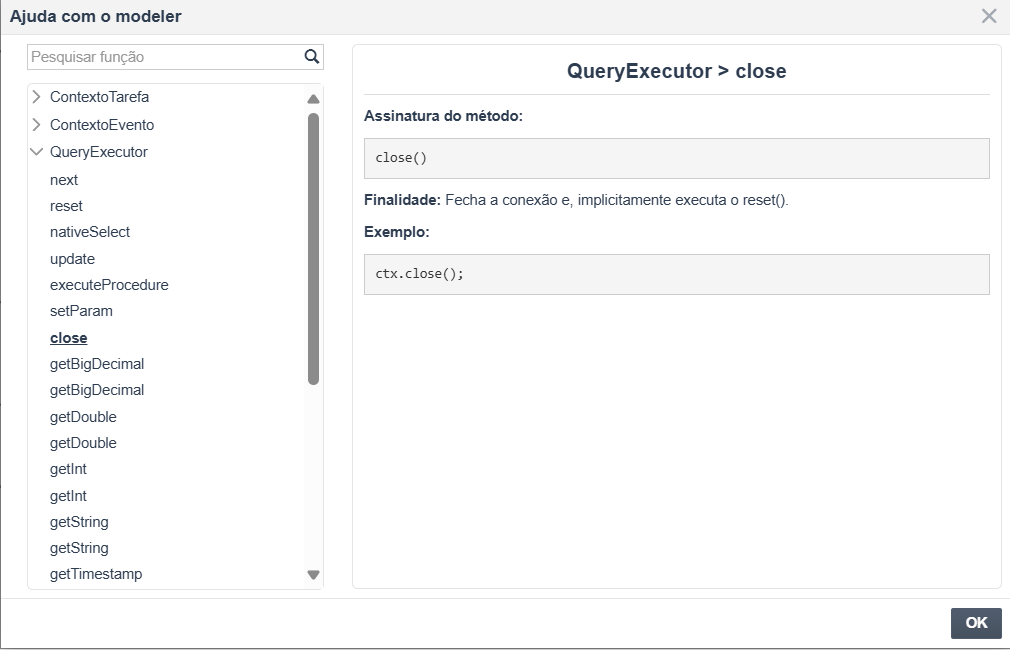 Ajuda com o modeler
Pesquisar função
ContextoTarefa
ContextoEvento
QueryExecutor
next
reset
nativeSelect
update
executeProcedure
setParam
close
getBigDecimal
getBigDecimal
getDouble
getDouble
getInt
getInt
getString
getString
getTimestamp
QueryExecutor > close
Assinatura do método:
close()
Finalidade: Fecha a conexão e, implicitamente executa o reset().
Exemplo:
ctx.close();
OK